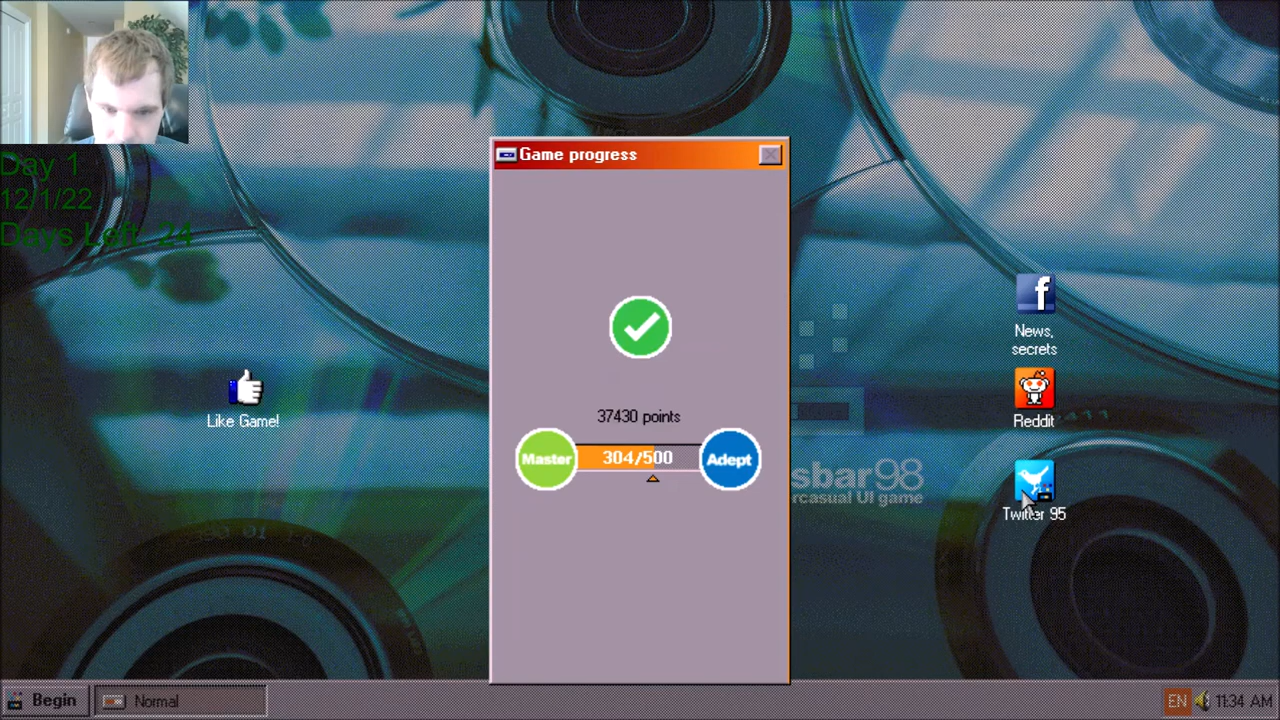 Game progress
Day 1
12/1/22
Days Left: 24
News,
secrets
37430 points
Like Game!
Reddit
Master
304/500
Adept
sbar98
rcasual UI game
Twitter 95
Begin
Normal
EN
11:34 AM